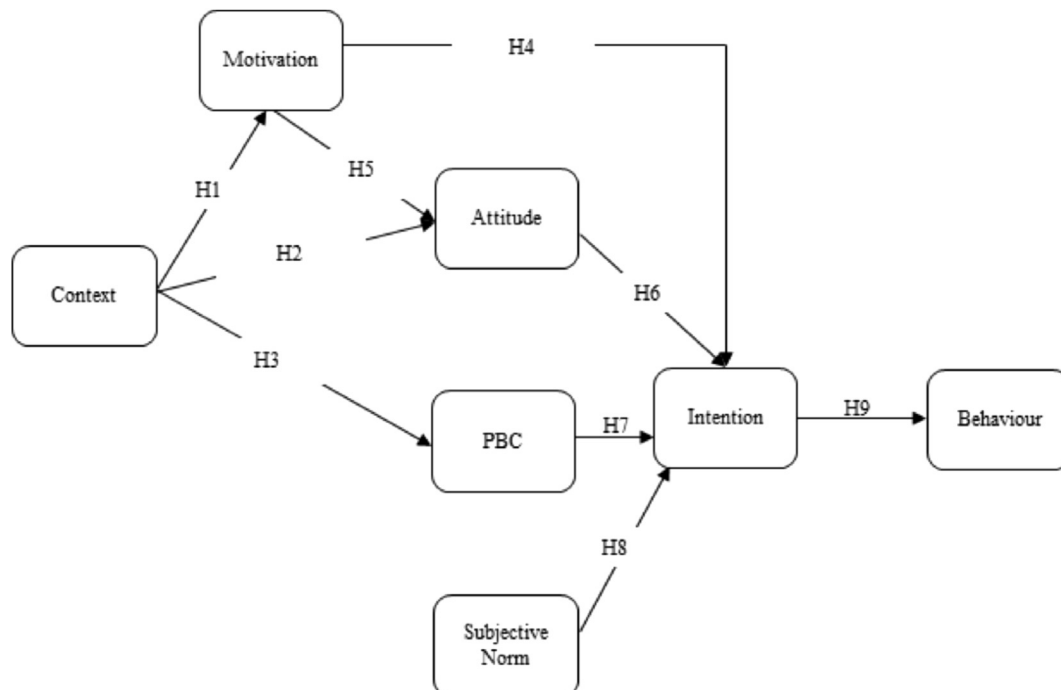 Motivation
H4
H5
Attitude
H1
H2
Context
H6
H3
PBC
H7
Intention
H9
Behaviour
H8
Subjective
Norm